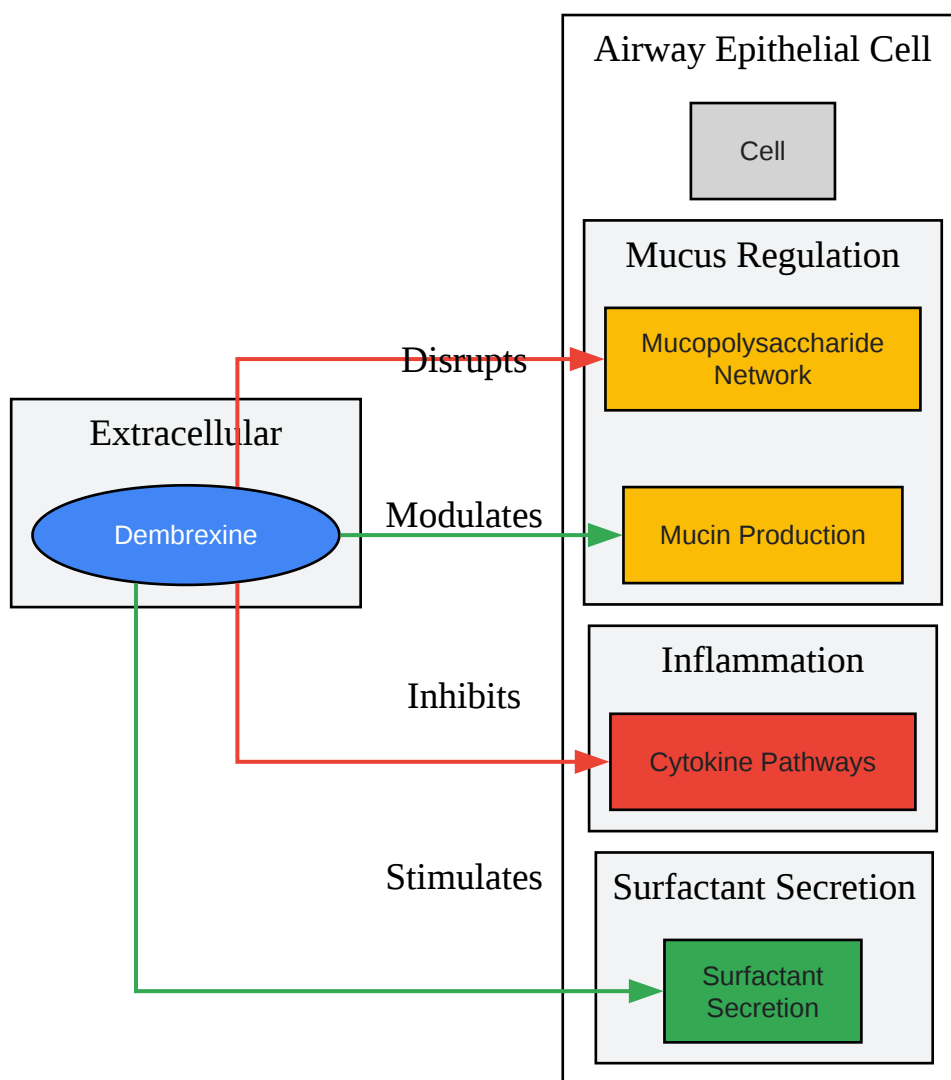 Airway Epithelial Cell
Cell
Mucus Regulation
Mucopolysaccharide
Network
Disrupts
Extracellular
Dembrexine
Modulates
Mucin Production
Inflammation
Inhibits
Cytokine Pathways
Stimulates
Surfactant Secretion
Surfactant
Secretion